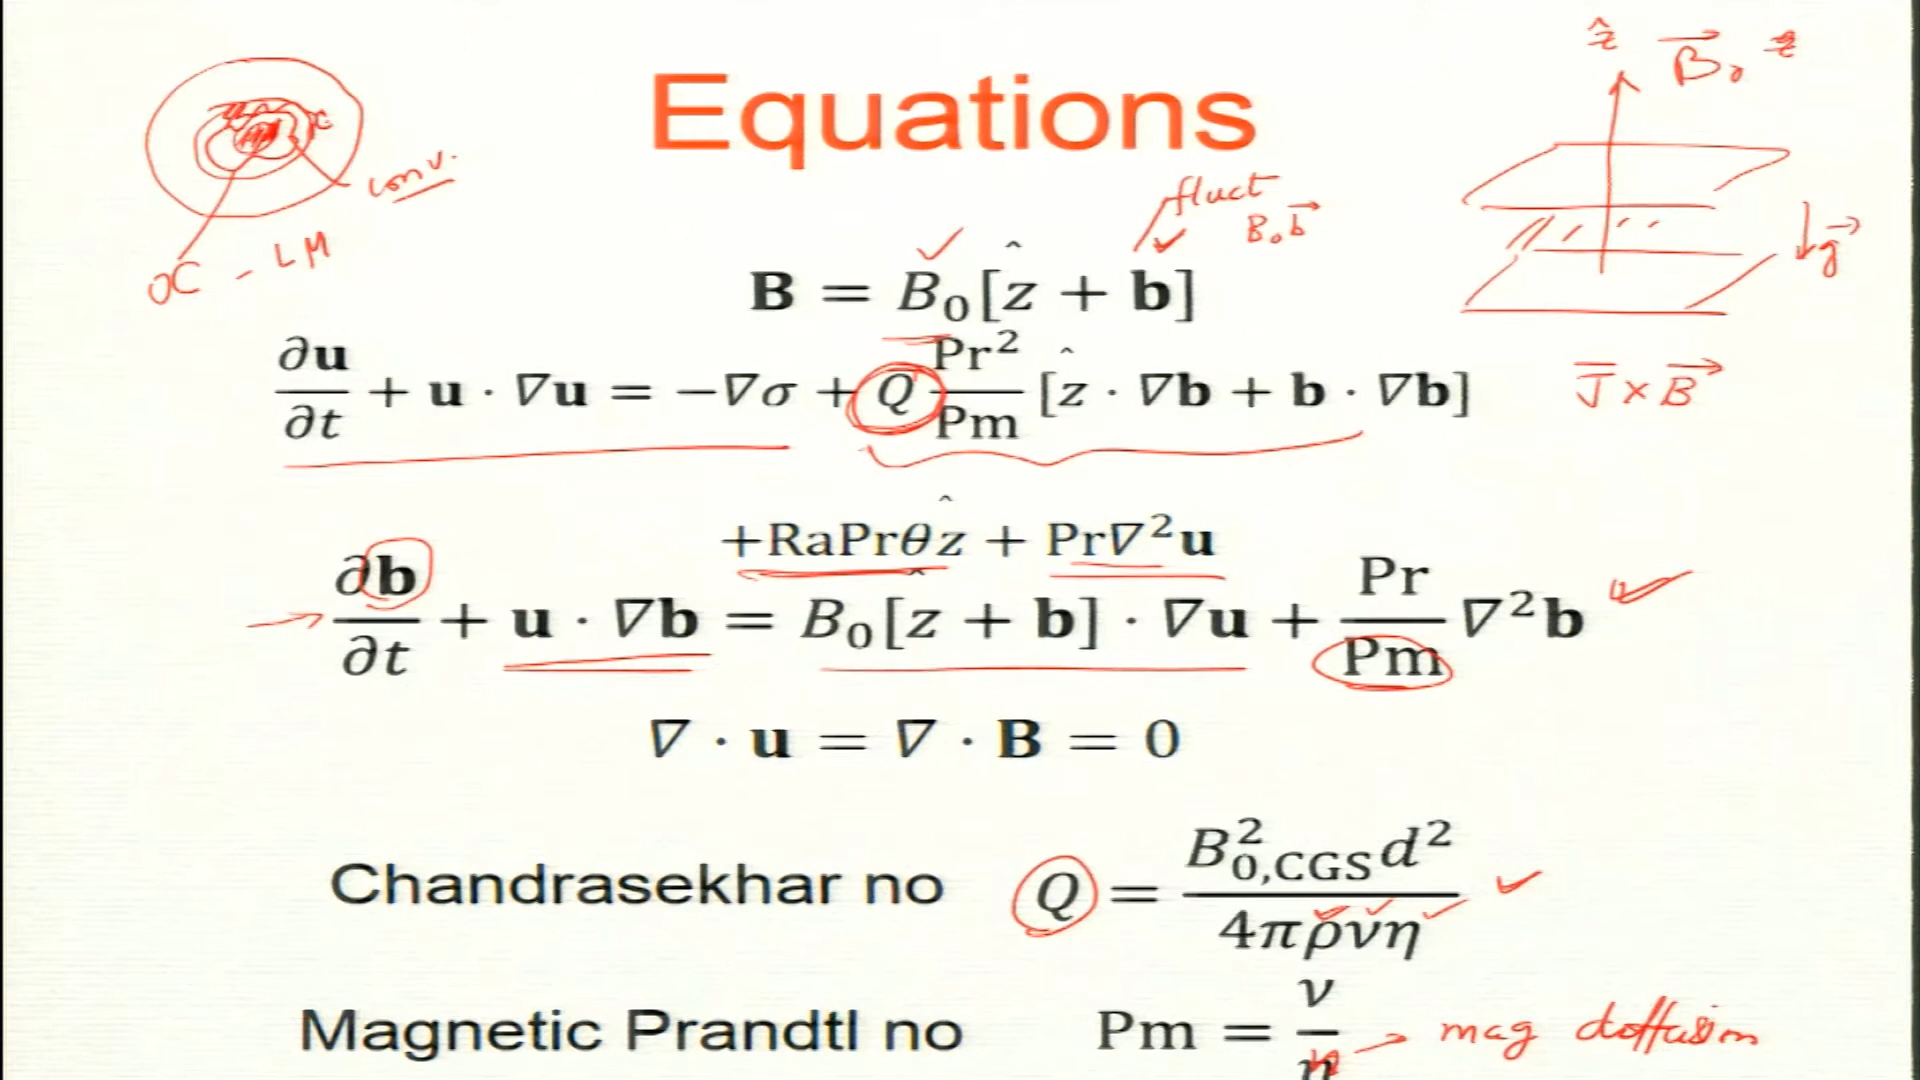 Equations
ẑ B⃗₀ ẑ
conv.
OC - LM
fluct
B₀b⃗
g⃗
𝐁 = B₀[ẑ + 𝐛]
∂𝐮/∂t + 𝐮 · ∇𝐮 = −∇σ + Q Pr²/Pm [ẑ · ∇𝐛 + 𝐛 · ∇𝐛]
J̅ × B⃗
+RaPrθẑ + Pr∇²𝐮
∂𝐛/∂t + 𝐮 · ∇𝐛 = B₀[ẑ + 𝐛] · ∇𝐮 + Pr/Pm ∇²𝐛
∇ · 𝐮 = ∇ · 𝐁 = 0
Chandrasekhar no Q = B²₀,CGS d² / 4πρνη
Magnetic Prandtl no Pm = ν/η → mag diffusion